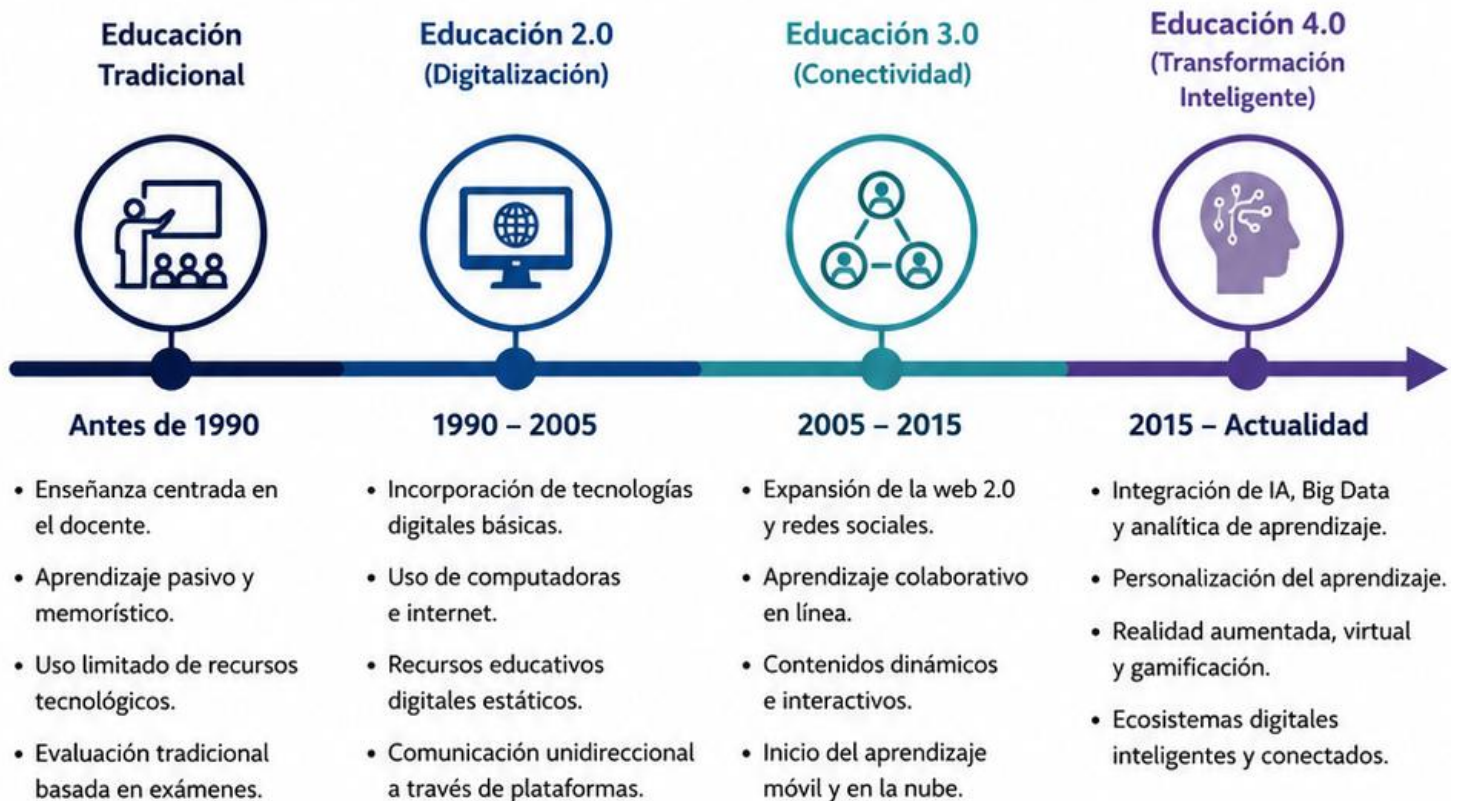 Educación
Tradicional
Antes de 1990
• Enseñanza centrada en
el docente.
• Aprendizaje pasivo y
memorístico.
• Uso limitado de recursos
tecnológicos.
• Evaluación tradicional
basada en exámenes.
Educación 2.0
(Digitalización)
1990 – 2005
• Incorporación de tecnologías
digitales básicas.
• Uso de computadoras
e internet.
• Recursos educativos
digitales estáticos.
• Comunicación unidireccional
a través de plataformas.
Educación 3.0
(Conectividad)
2005 – 2015
• Expansión de la web 2.0
y redes sociales.
• Aprendizaje colaborativo
en línea.
• Contenidos dinámicos
e interactivos.
• Inicio del aprendizaje
móvil y en la nube.
Educación 4.0
(Transformación
Inteligente)
2015 – Actualidad
• Integración de IA, Big Data
y analítica de aprendizaje.
• Personalización del aprendizaje.
• Realidad aumentada, virtual
y gamificación.
• Ecosistemas digitales
inteligentes y conectados.